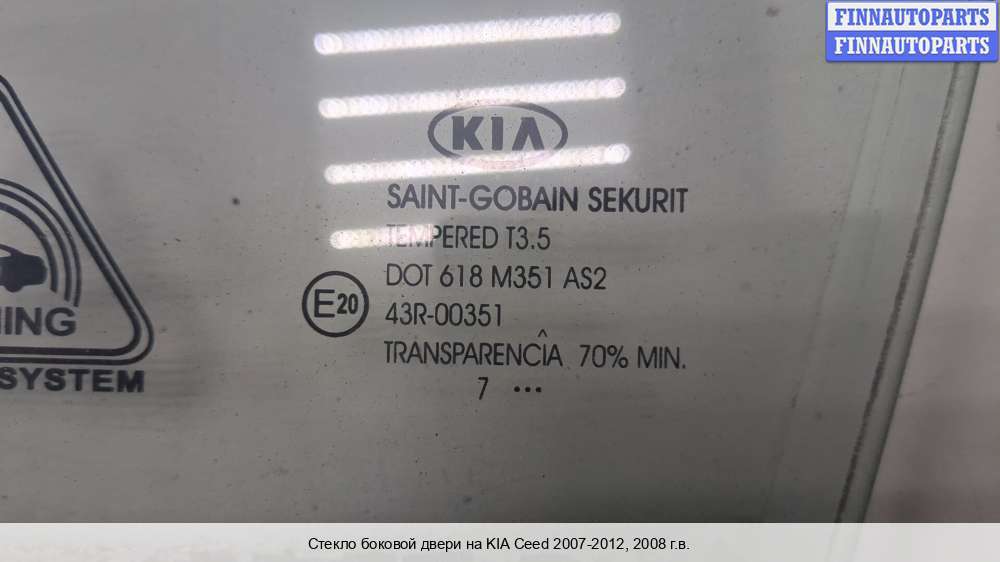 FINNAUTOPARTS
FINNAUTOPARTS
KIA
SAINT-GOBAIN SEKURIT
TEMPERED T3.5
DOT 618 M351 AS2
E20
43R-00351
TRANSPARENCIA 70% MIN.
7 •••
SYSTEM
Стекло боковой двери на KIA Ceed 2007-2012, 2008 г.в.